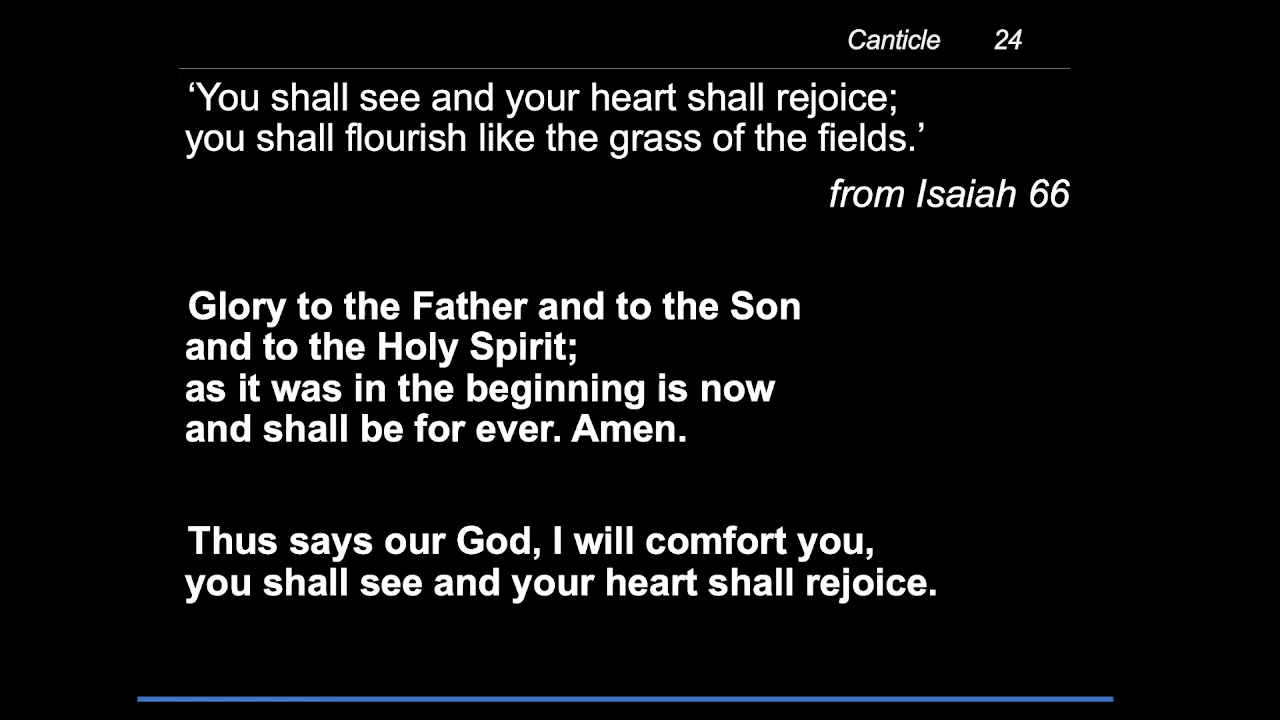 Canticle 24
‘You shall see and your heart shall rejoice;
you shall flourish like the grass of the fields.’
from Isaiah 66
Glory to the Father and to the Son
and to the Holy Spirit;
as it was in the beginning is now
and shall be for ever. Amen.
Thus says our God, I will comfort you,
you shall see and your heart shall rejoice.